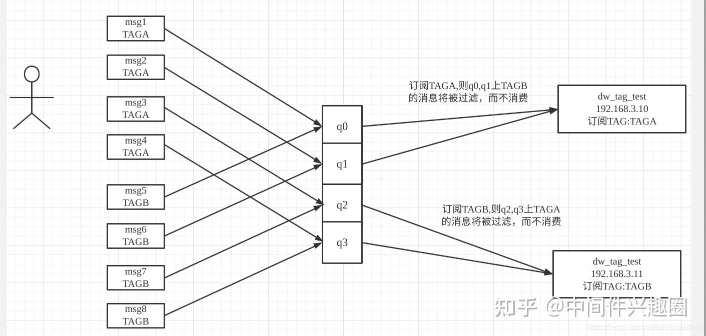 msg1
TAGA
msg2
TAGA
msg3
TAGA
msg4
TAGA
msg5
TAGB
msg6
TAGB
msg7
TAGB
msg8
TAGB
q0
q1
q2
q3
订阅TAGA,则q0,q1上TAGB
的消息将被过滤，而不消费
订阅TAGB,则q2,q3上TAGA
的消息将被过滤，而不消费
dw_tag_test
192.168.3.10
订阅TAG:TAGA
dw_tag_test
192.168.3.11
订阅TAG:TAGB
知乎 @中间件兴趣圈